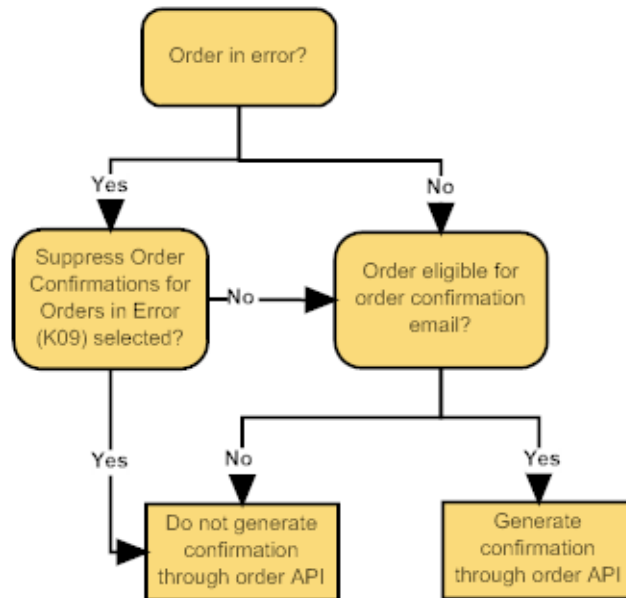 Order in error?
Yes
No
Suppress Order
Confirmations for
Orders in Error
(K09) selected?
No
Order eligible for
order confirmation
email?
Yes
No
Yes
Do not generate
confirmation
through order API
Generate
confirmation
through order API